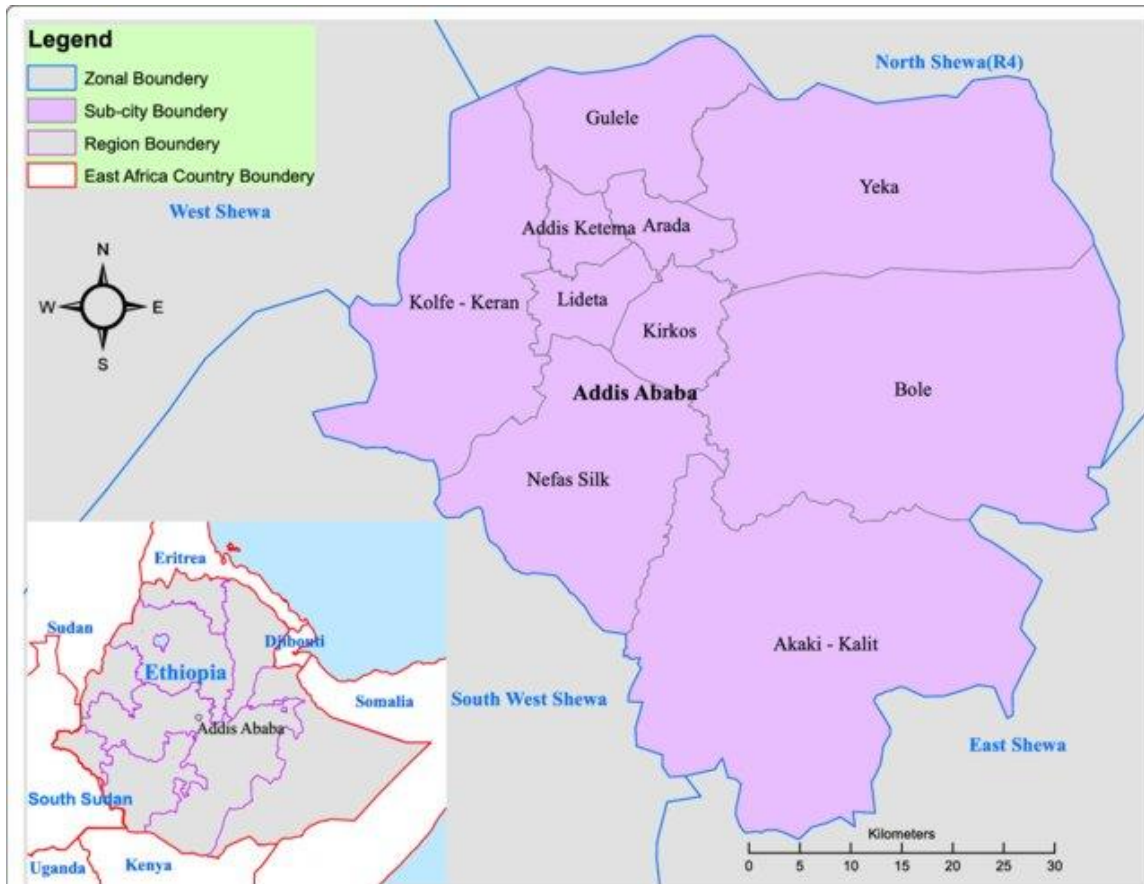 Legend
Zonal Boundery
Sub-city Boundery
Region Boundery
East Africa Country Boundery
North Shewa(R4)
West Shewa
N
W
E
S
Gulele
Yeka
Addis Ketema
Arada
Kolfe - Keran
Lideta
Kirkos
Addis Ababa
Bole
Nefas Silk
Akaki - Kalit
South West Shewa
East Shewa
Eritrea
Sudan
Djibouti
Ethiopia
Somalia
Addis Ababa
South Sudan
Uganda
Kenya
Kilometers
0 5 10 15 20 25 30